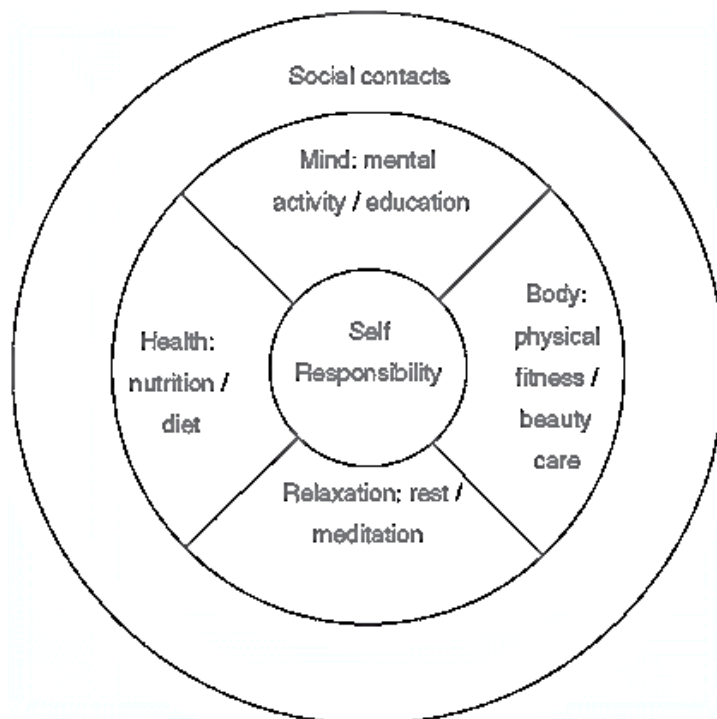 Social contacts
Mind: mental
activity / education
Health:
nutrition /
diet
Self
Responsibility
Body:
physical
fitness /
beauty
care
Relaxation: rest /
meditation